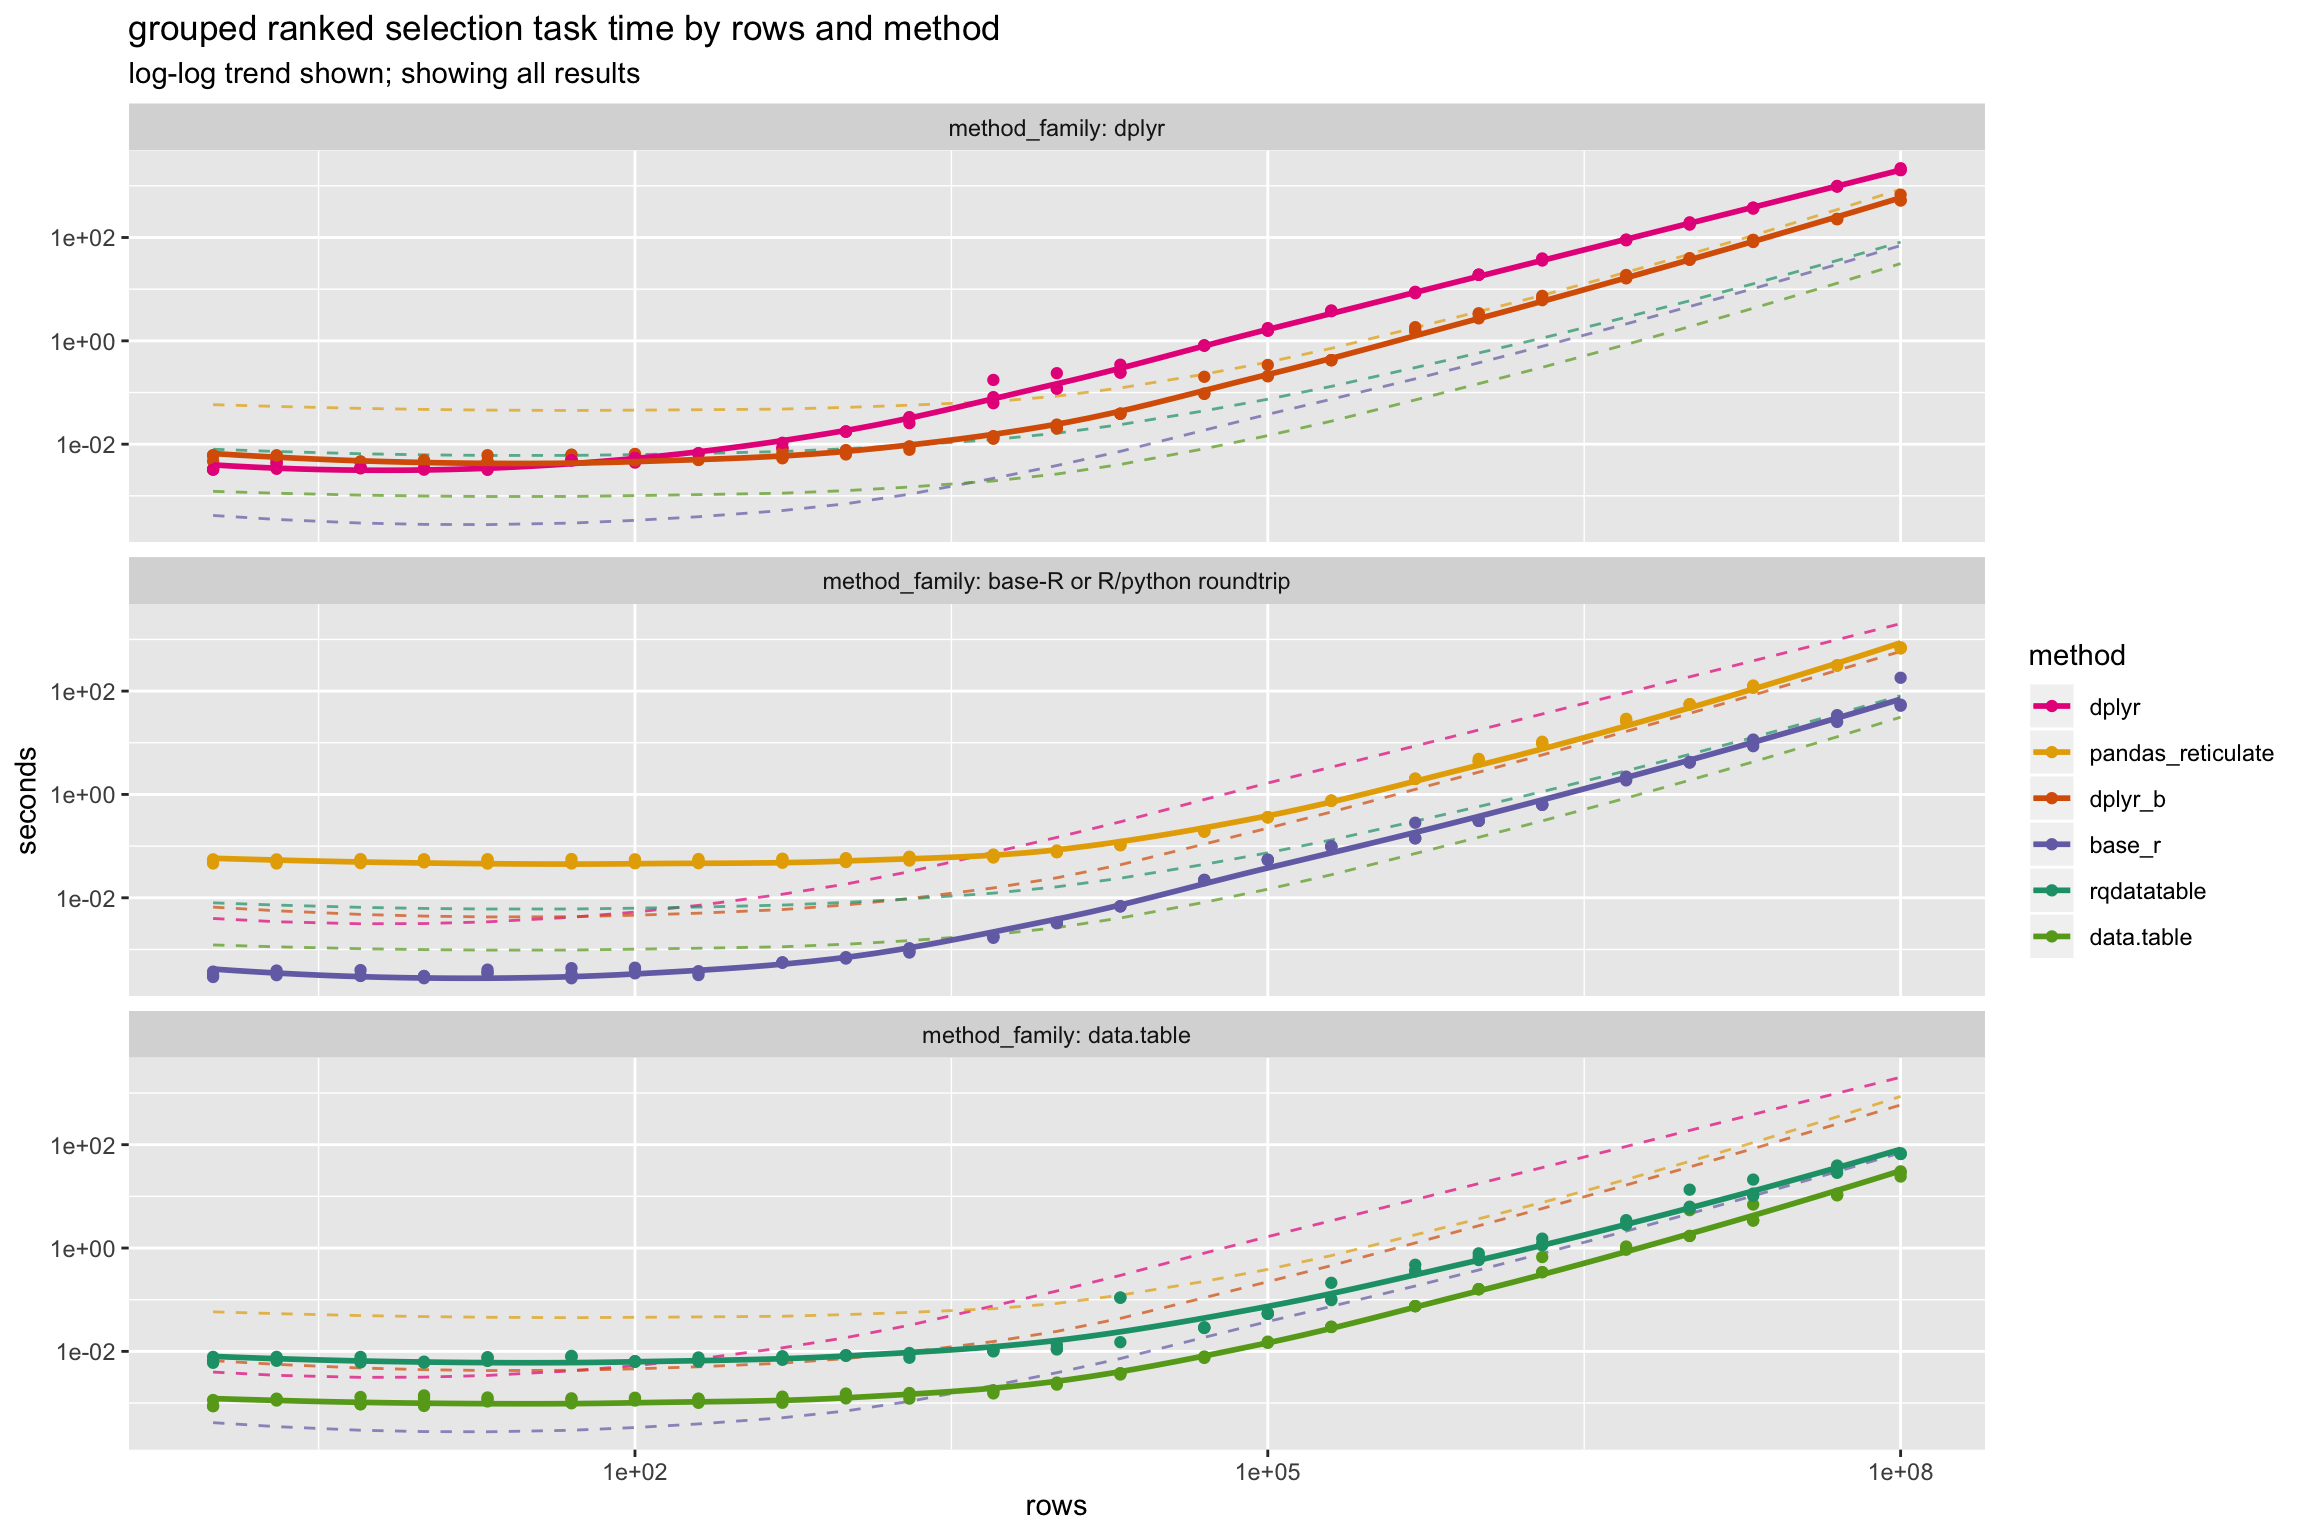 grouped ranked selection task time by rows and method
log-log trend shown; showing all results
method_family: dplyr
1e+02
1e+00
1e-02
method_family: base-R or R/python roundtrip
1e+02
1e+00
1e-02
method_family: data.table
1e+02
1e+00
1e-02
1e+02
1e+05
1e+08
rows
seconds
method
dplyr
pandas_reticulate
dplyr_b
base_r
rqdatatable
data.table